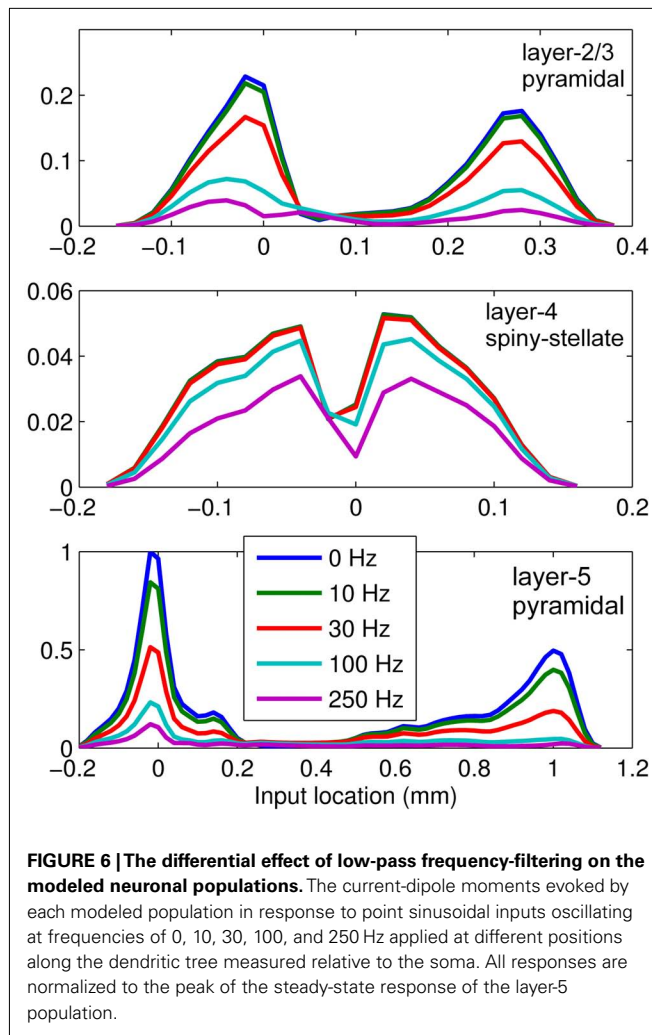 layer-2/3
pyramidal
0.2
0.1
0
−0.2 −0.1 0 0.1 0.2 0.3 0.4
0.06
layer-4
spiny-stellate
0.04
0.02
0
−0.2 −0.1 0 0.1 0.2
1
0 Hz
layer-5
pyramidal
10 Hz
0.5
30 Hz
100 Hz
250 Hz
0
−0.2 0 0.2 0.4 0.6 0.8 1.0 1.2
Input location (mm)
FIGURE 6 | The differential effect of low-pass frequency-filtering on the
modeled neuronal populations. The current-dipole moments evoked by
each modeled population in response to point sinusoidal inputs oscillating
at frequencies of 0, 10, 30, 100, and 250 Hz applied at different positions
along the dendritic tree measured relative to the soma. All responses are
normalized to the peak of the steady-state response of the layer-5
population.